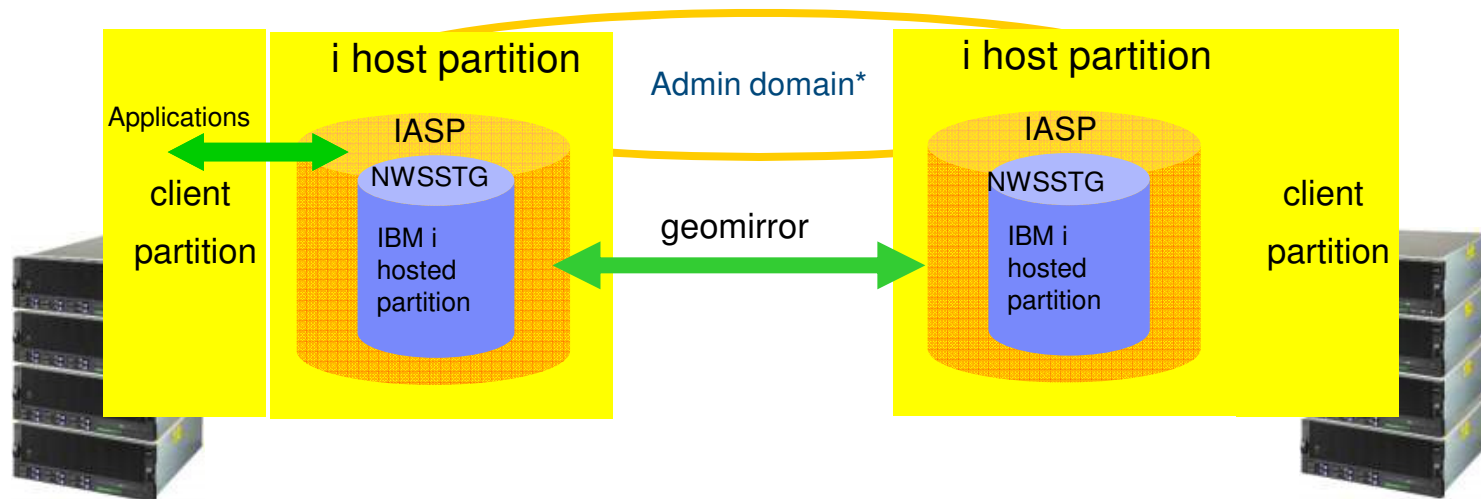 i host partition
Admin domain*
i host partition
Applications
IASP
NWSSTG
client
partition
IBM i
hosted
partition
geomirror
IASP
NWSSTG
IBM i
hosted
partition
client
partition